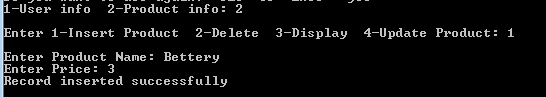 1-User info 2-Product info: 2
Enter 1-Insert Product 2-Delete 3-Display 4-Update Product: 1
Enter Product Name: Bettery
Enter Price: 3
Record inserted successfully